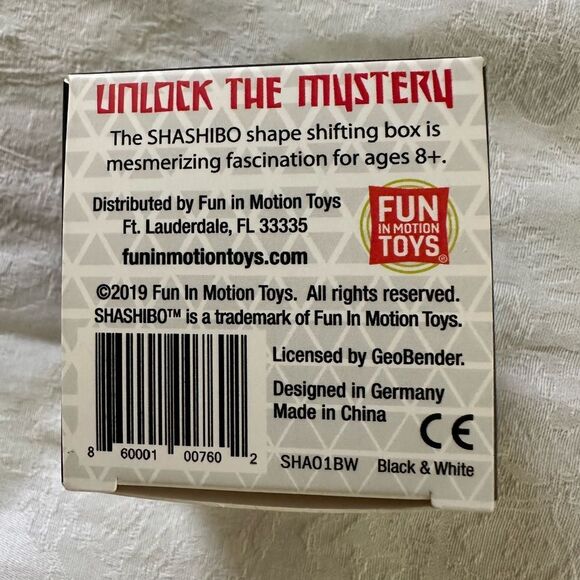 UNLOCK THE MYSTERY
The SHASHIBO shape shifting box is
mesmerizing fascination for ages 8+.
Distributed by Fun in Motion Toys
Ft. Lauderdale, FL 33335
funinmotiontoys.com
FUN
IN MOTION
TOYS®
©2019 Fun In Motion Toys. All rights reserved.
SHASHIBO™ is a trademark of Fun In Motion Toys.
Licensed by GeoBender.
Designed in Germany
Made in China
CE
8 60001 00760 2
SHA01BW Black & White